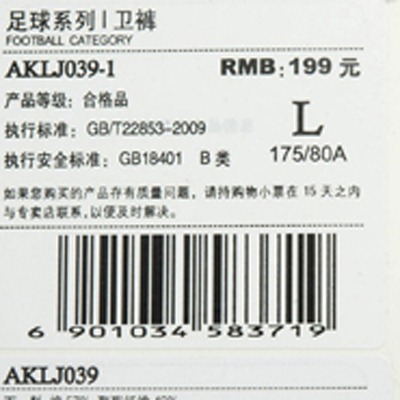 足球系列 | 卫裤
FOOTBALL CATEGORY
AKLJ039-1 RMB: 199 元
产品等级: 合格品
执行标准: GB/T22853-2009 L
执行安全标准: GB18401 B 类 175/80A
如果您购买的产品存有质量问题, 请持购物小票在 15 天之内
与专卖店联系, 以便及时解决。
6 901034 583719
AKLJ039